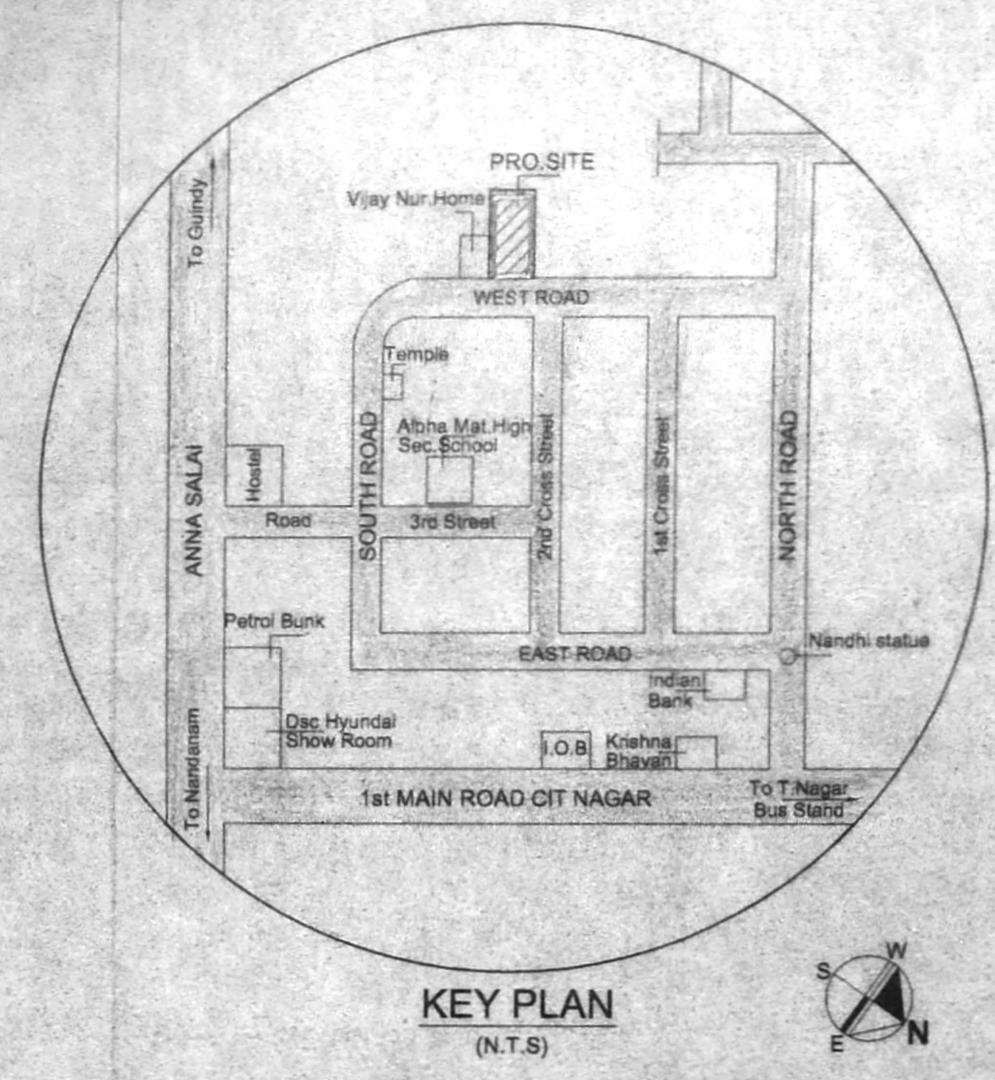 PRO.SITE
Vijay Nur.Home
To Guindy
WEST ROAD
Temple
Alpha Mat.High
Sec.School
Hostel
ANNA SALAI
SOUTH ROAD
2nd Cross Street
1st Cross Street
NORTH ROAD
Road
3rd Street
Petrol Bunk
EAST ROAD
Nandhi statue
Indian
Bank
Dsc Hyundai
Show Room
I.O.B
Krishna
Bhavan
To Nandanam
1st MAIN ROAD CIT NAGAR
To T.Nagar
Bus Stand
KEY PLAN
(N.T.S)
W
S
N
E